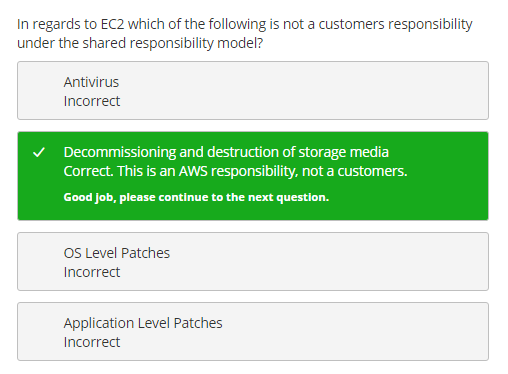 In regards to EC2 which of the following is not a customers responsibility
under the shared responsibility model?
Antivirus
Incorrect
Decommissioning and destruction of storage media
Correct. This is an AWS responsibility, not a customers.
Good job, please continue to the next question.
OS Level Patches
Incorrect
Application Level Patches
Incorrect